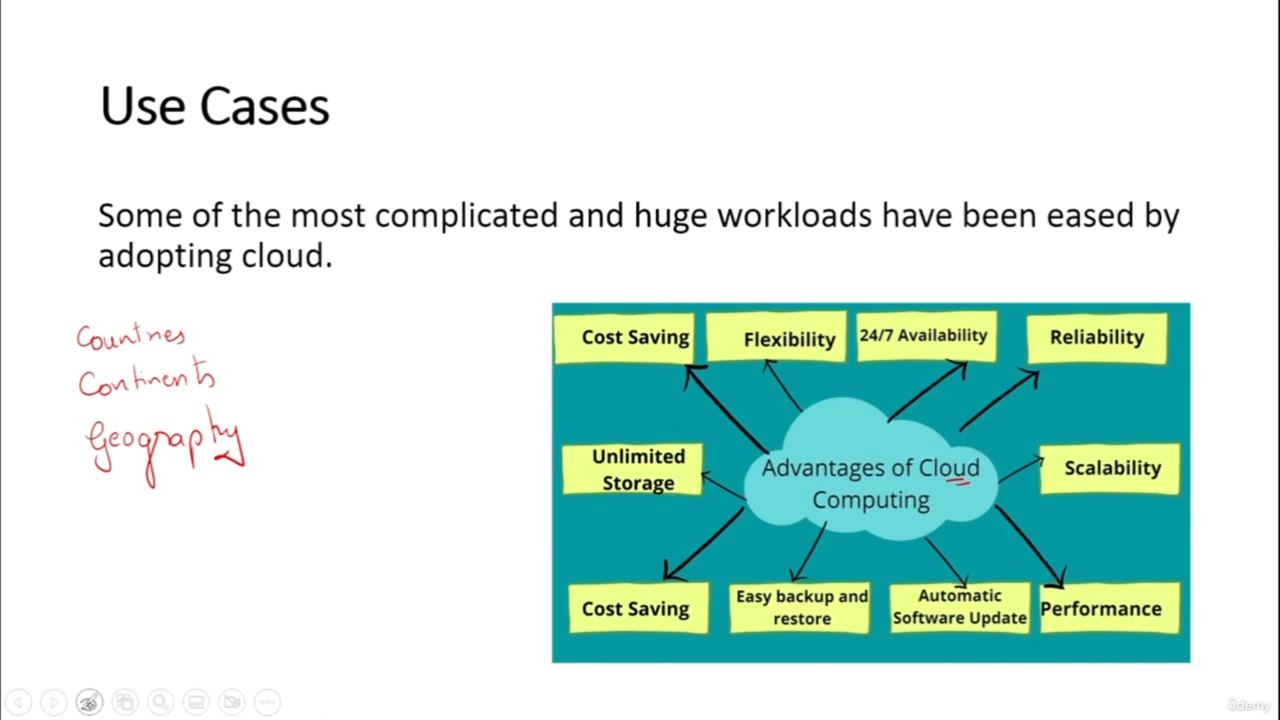 Use Cases
Some of the most complicated and huge workloads have been eased by
adopting cloud.
Countries
Continents
Geography
Cost Saving
Flexibility
24/7 Availability
Reliability
Unlimited
Storage
Advantages of Cloud
Computing
Scalability
Cost Saving
Easy backup and
restore
Automatic
Software Update
Performance
ûdemy